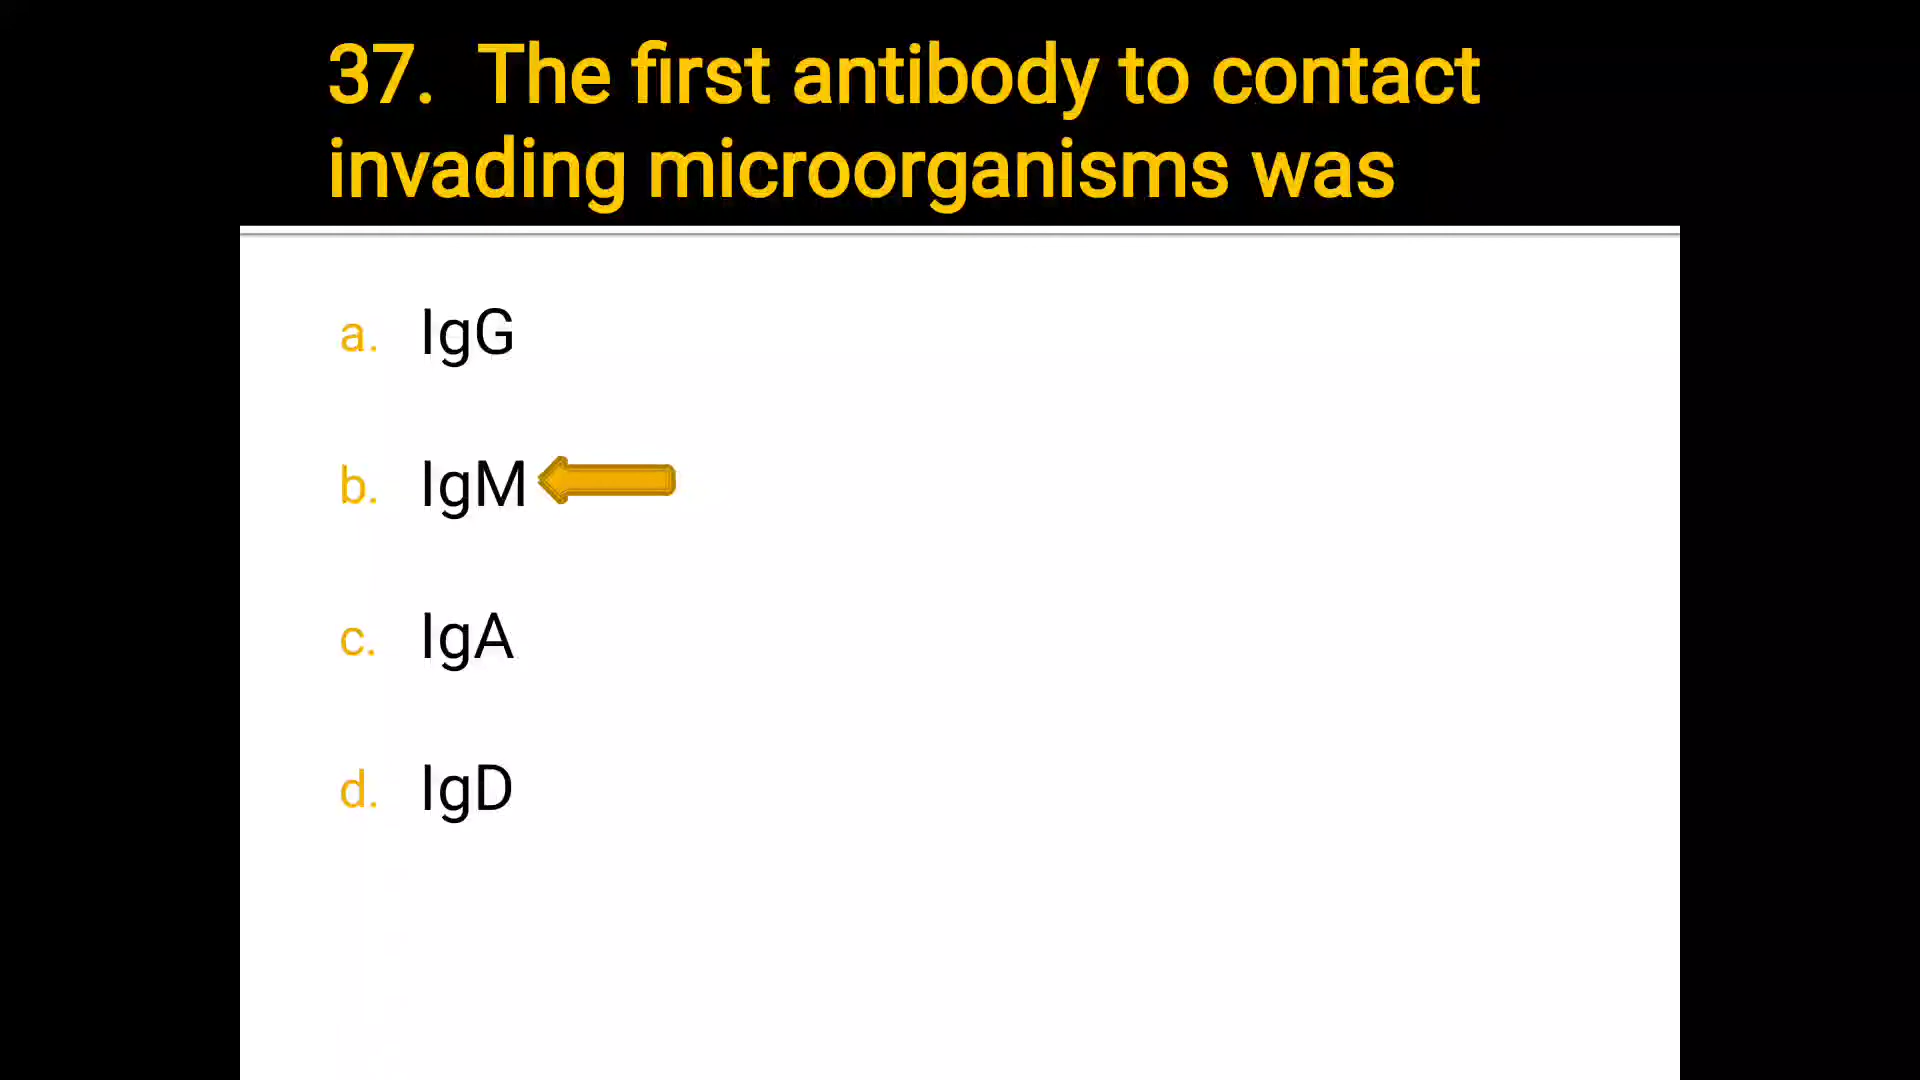 37. The first antibody to contact
invading microorganisms was
a. IgG
b. IgM
c. IgA
d. IgD